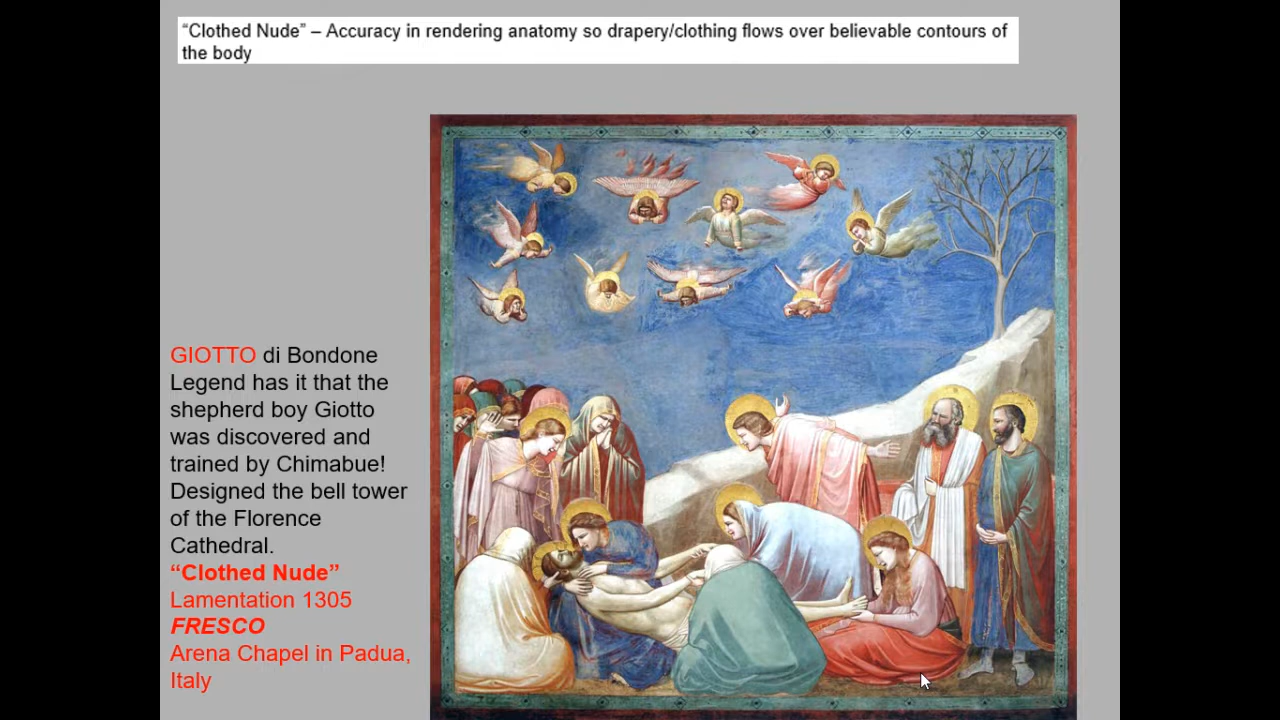 “Clothed Nude” – Accuracy in rendering anatomy so drapery/clothing flows over believable contours of
the body
GIOTTO di Bondone
Legend has it that the
shepherd boy Giotto
was discovered and
trained by Chimabue!
Designed the bell tower
of the Florence
Cathedral.
“Clothed Nude”
Lamentation 1305
FRESCO
Arena Chapel in Padua,
Italy